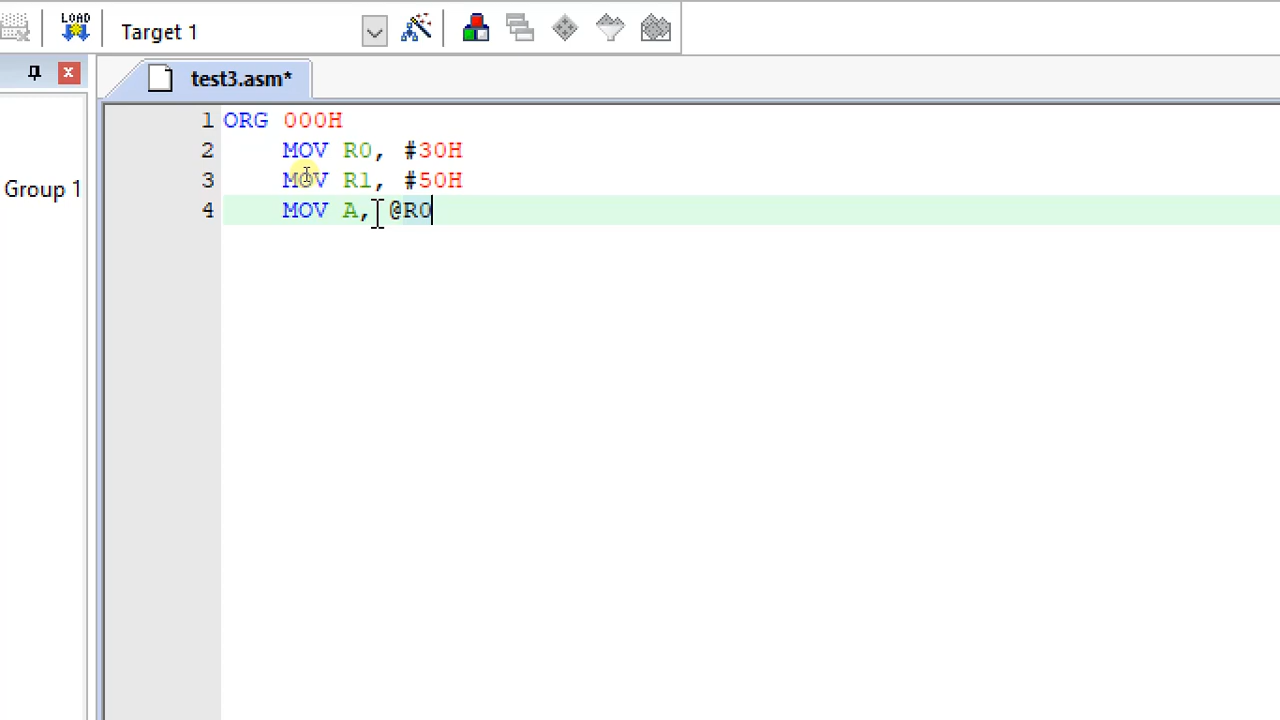 LOAD
Target 1
test3.asm*
Group 1
1 ORG 000H
2 MOV R0, #30H
3 MOV R1, #50H
4 MOV A, @R0